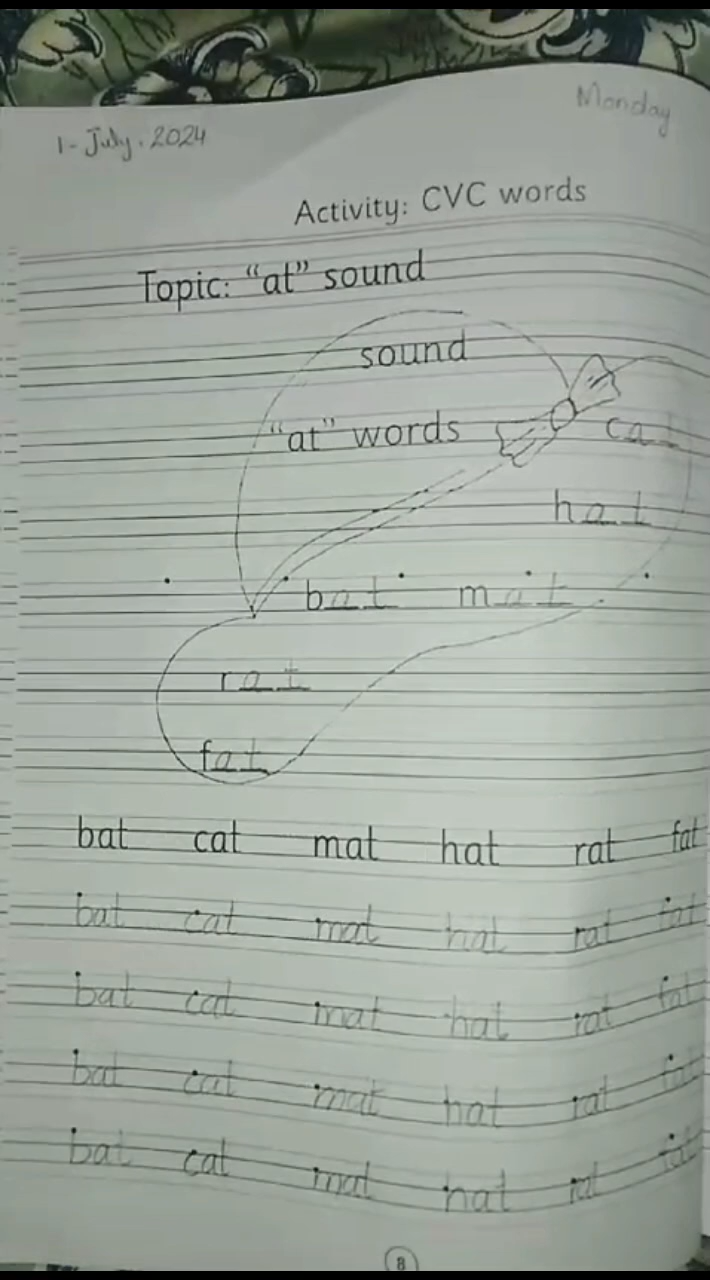 Monday
1- July. 2024
Activity: CVC words
Topic: “at” sound
sound
“at” words
cat
hat
bat mat
rat
fat
bat cat mat hat rat fat
bat cat mat hat rat fat
bat cat mat hat rat fat
bat cat mat hat rat fat
bat cat mat hat rat fat
8